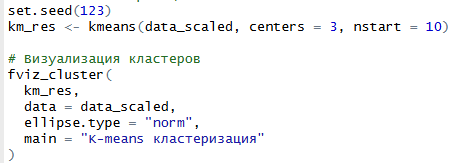 set.seed(123)
km_res <- kmeans(data_scaled, centers = 3, nstart = 10)
# Визуализация кластеров
fviz_cluster(
km_res,
data = data_scaled,
ellipse.type = "norm",
main = "K-means кластеризация"
)